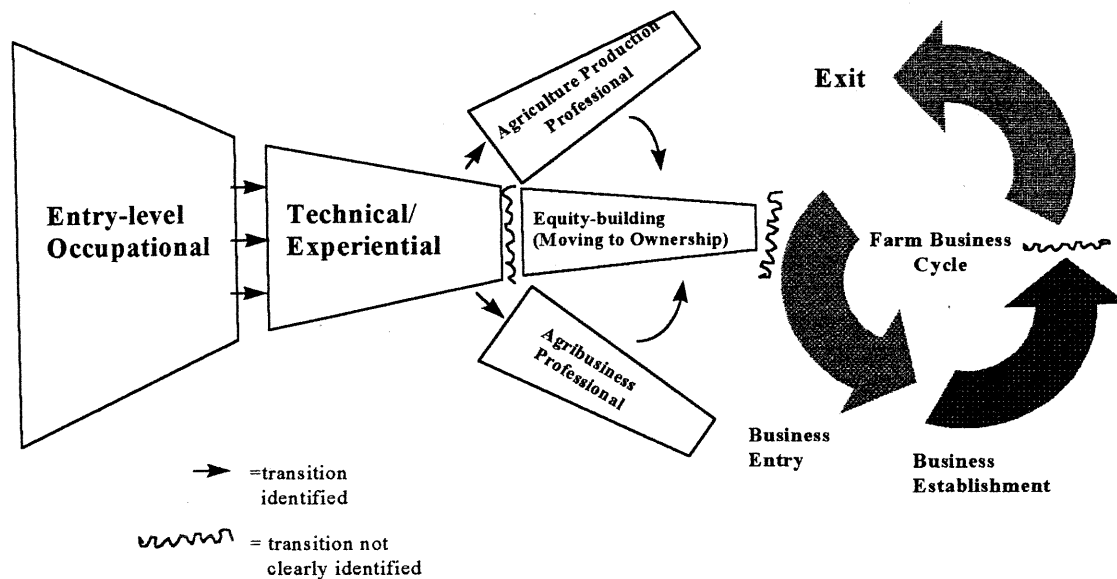 Entry-level
Occupational
Technical/
Experiential
Agriculture Production
Professional
Equity-building
(Moving to Ownership)
Agribusiness
Professional
Exit
Farm Business
Cycle
Business
Entry
Business
Establishment
=transition
identified
= transition not
clearly identified